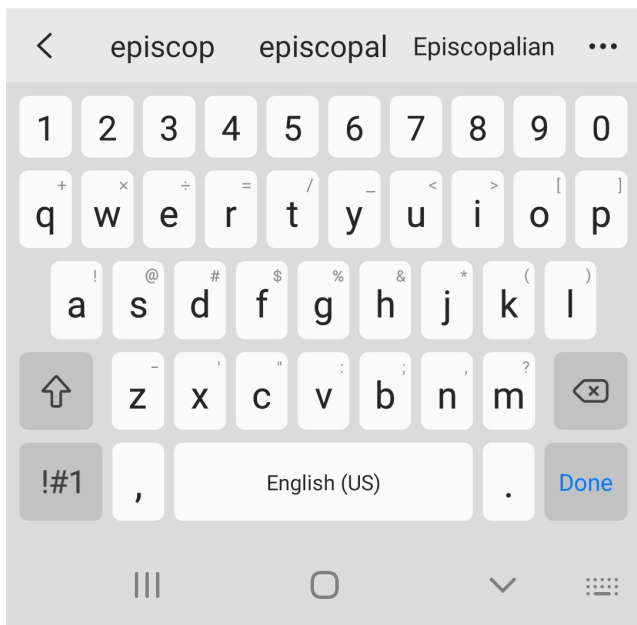 episcop episcopal Episcopalian
1 2 3 4 5 6 7 8 9 0
+ × ÷ = / _ < > [ ]
q w e r t y u i o p
! @ # $ % & * ( )
a s d f g h j k l
- ' " : ; , ?
z x c v b n m
!#1 , English (US) . Done